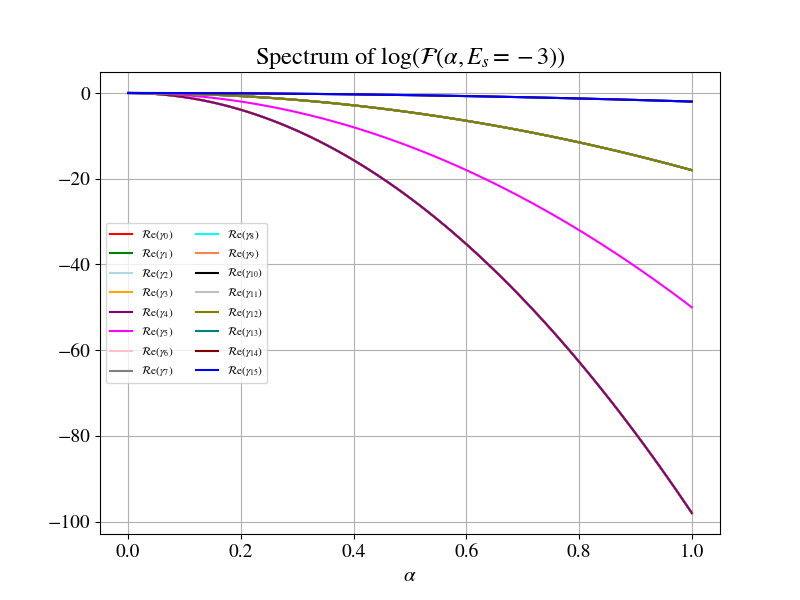 Spectrum of log(ℱ(α, E_s = −3))
0
−20
−40
−60
−80
−100
ℛe(γ₀) ℛe(γ₈)
ℛe(γ₁) ℛe(γ₉)
ℛe(γ₂) ℛe(γ₁₀)
ℛe(γ₃) ℛe(γ₁₁)
ℛe(γ₄) ℛe(γ₁₂)
ℛe(γ₅) ℛe(γ₁₃)
ℛe(γ₆) ℛe(γ₁₄)
ℛe(γ₇) ℛe(γ₁₅)
0.0 0.2 0.4 0.6 0.8 1.0
α